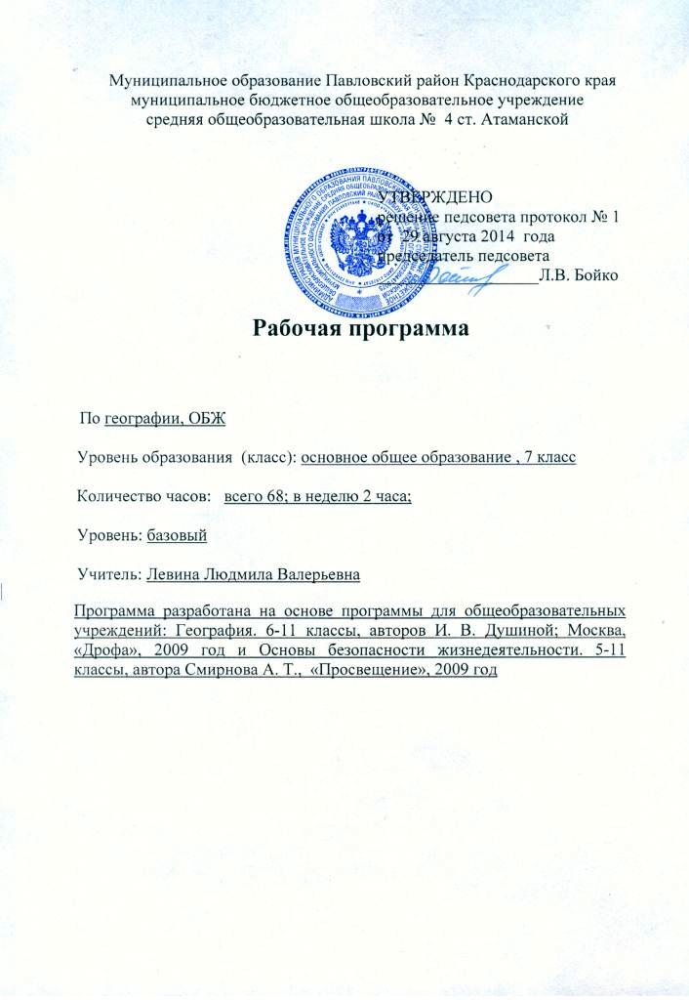 Муниципальное образование Павловский район Краснодарского края
муниципальное бюджетное общеобразовательное учреждение
средняя общеобразовательная школа № 4 ст. Атаманской
УТВЕРЖДЕНО
решение педсовета протокол № 1
от 29 августа 2014 года
председатель педсовета
________________Л.В. Бойко
Рабочая программа
По географии, ОБЖ
Уровень образования (класс): основное общее образование , 7 класс
Количество часов: всего 68; в неделю 2 часа;
Уровень: базовый
Учитель: Левина Людмила Валерьевна
Программа разработана на основе программы для общеобразовательных
учреждений: География. 6-11 классы, авторов И. В. Душиной; Москва,
«Дрофа», 2009 год и Основы безопасности жизнедеятельности. 5-11
классы, автора Смирнова А. Т., «Просвещение», 2009 год